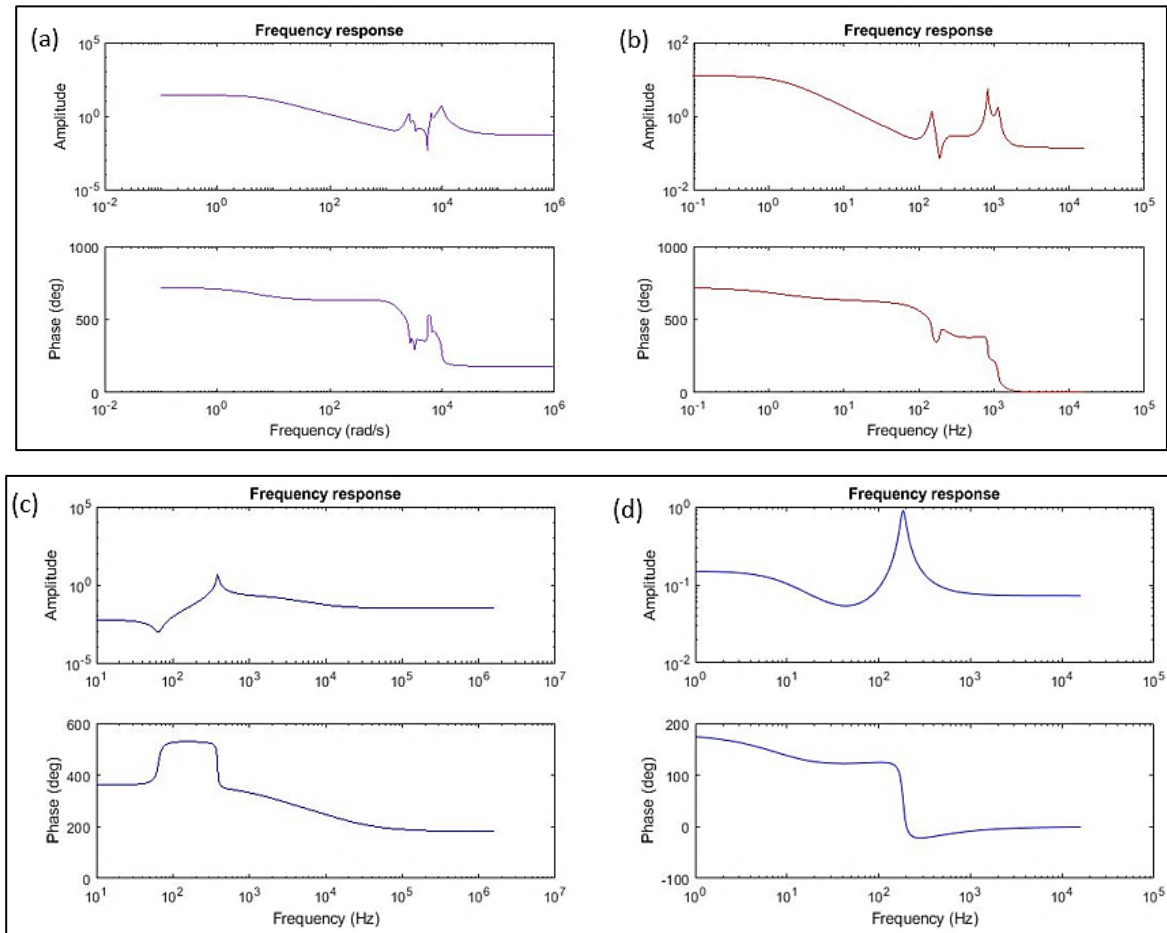 (a)
Frequency response
Amplitude
10^5
10^0
10^-5
10^-2 10^0 10^2 10^4 10^6
Phase (deg)
1000
500
0
10^-2 10^0 10^2 10^4 10^6
Frequency (rad/s)
(b)
Frequency response
Amplitude
10^2
10^0
10^-2
10^-1 10^0 10^1 10^2 10^3 10^4 10^5
Phase (deg)
1000
500
0
10^-1 10^0 10^1 10^2 10^3 10^4 10^5
Frequency (Hz)
(c)
Frequency response
Amplitude
10^5
10^0
10^-5
10^1 10^2 10^3 10^4 10^5 10^6 10^7
Phase (deg)
600
400
200
0
10^1 10^2 10^3 10^4 10^5 10^6 10^7
Frequency (Hz)
(d)
Frequency response
Amplitude
10^0
10^-1
10^-2
10^0 10^1 10^2 10^3 10^4 10^5
Phase (deg)
200
100
0
-100
10^0 10^1 10^2 10^3 10^4 10^5
Frequency (Hz)